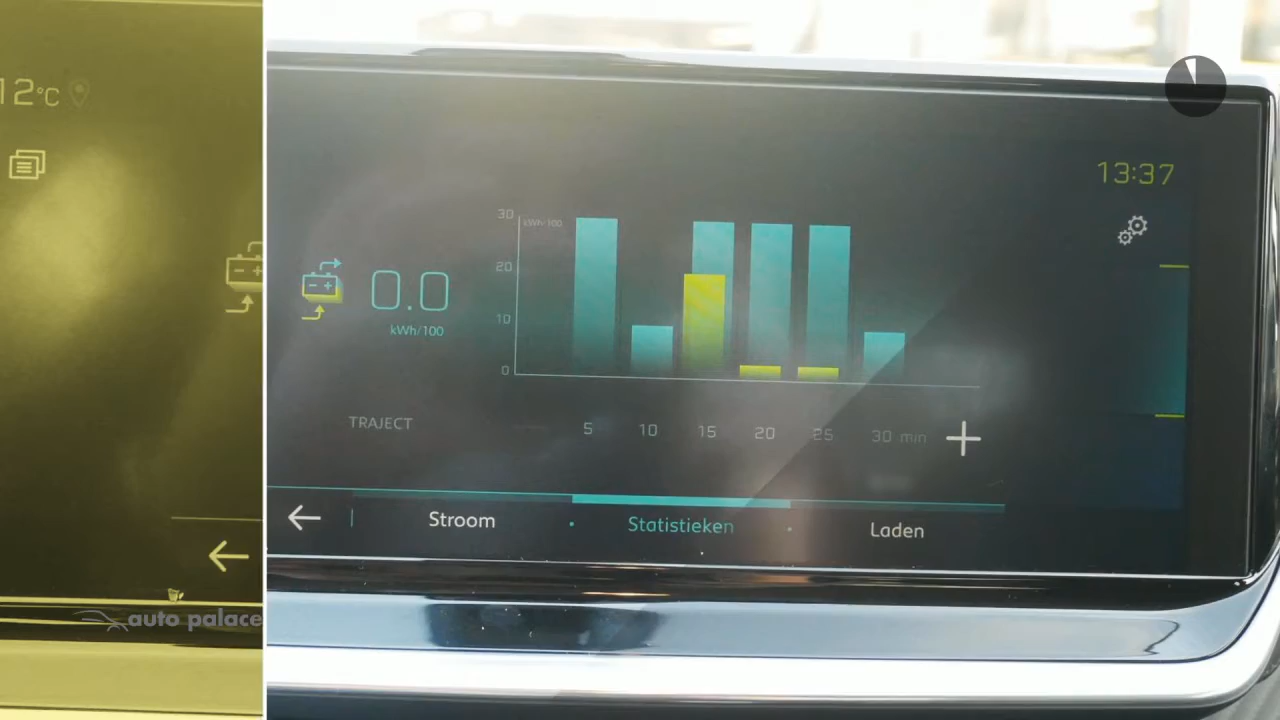 12°C
13:37
30
kWh/100
20
0.0
10
kWh/100
0
TRAJECT
5 10 15 20 25 30 min
Stroom
Statistieken
Laden
auto palace